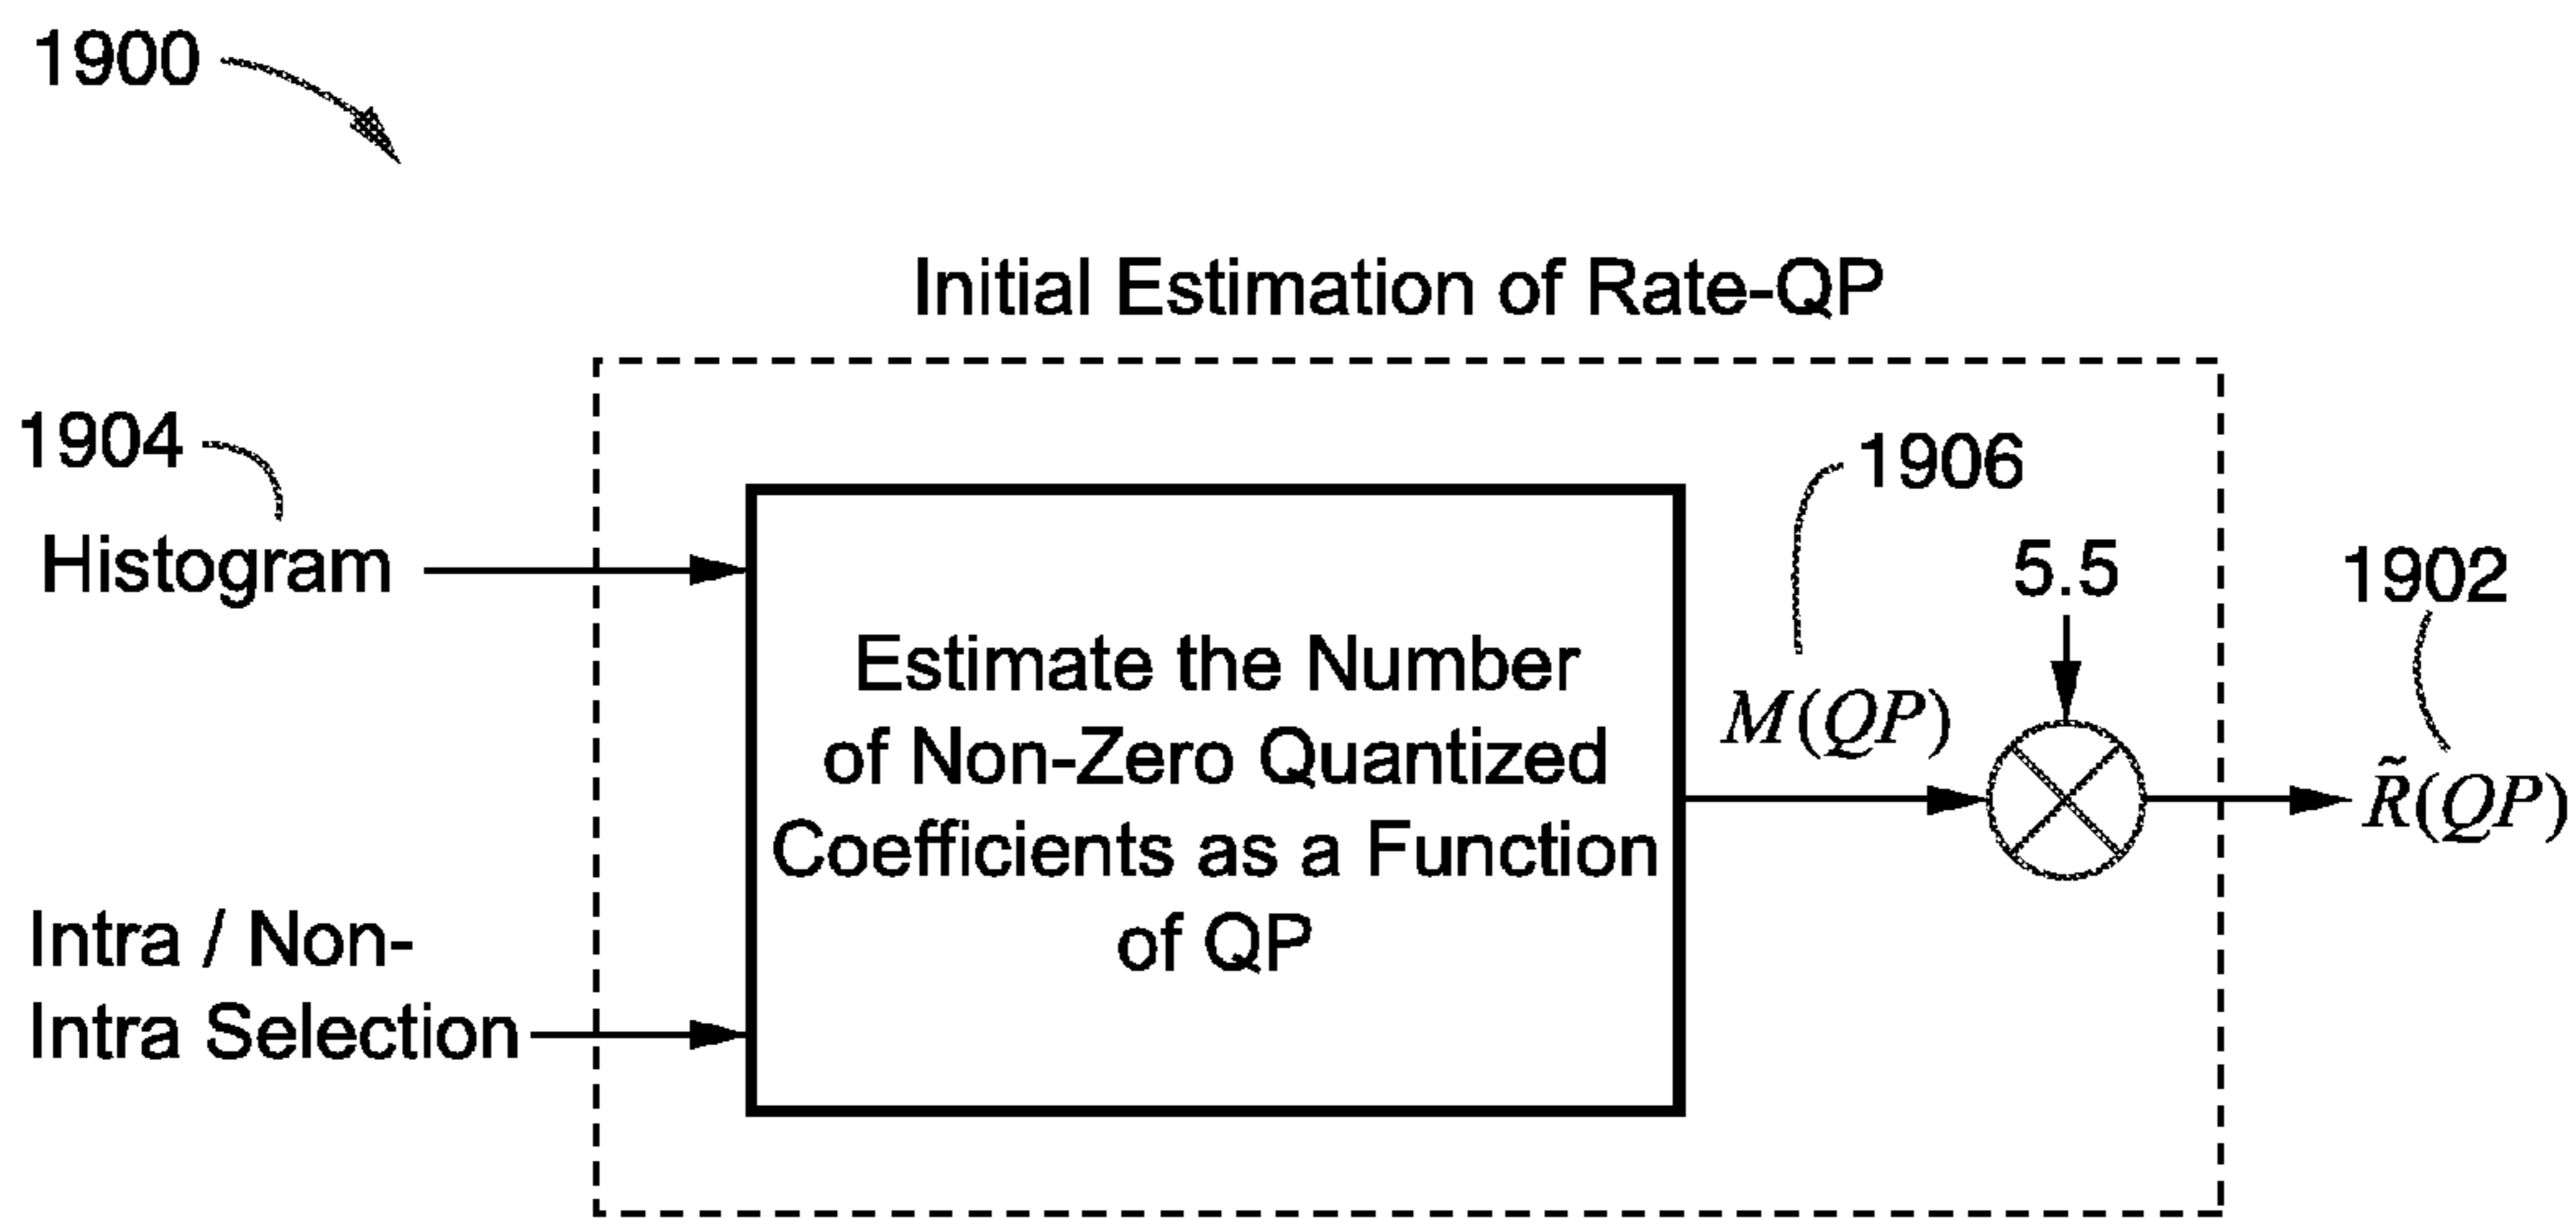 1900
Initial Estimation of Rate-QP
1904
Histogram
1906
5.5
1902
Estimate the Number
of Non-Zero Quantized
Coefficients as a Function
of QP
M(QP)
R̃(QP)
Intra / Non-
Intra Selection